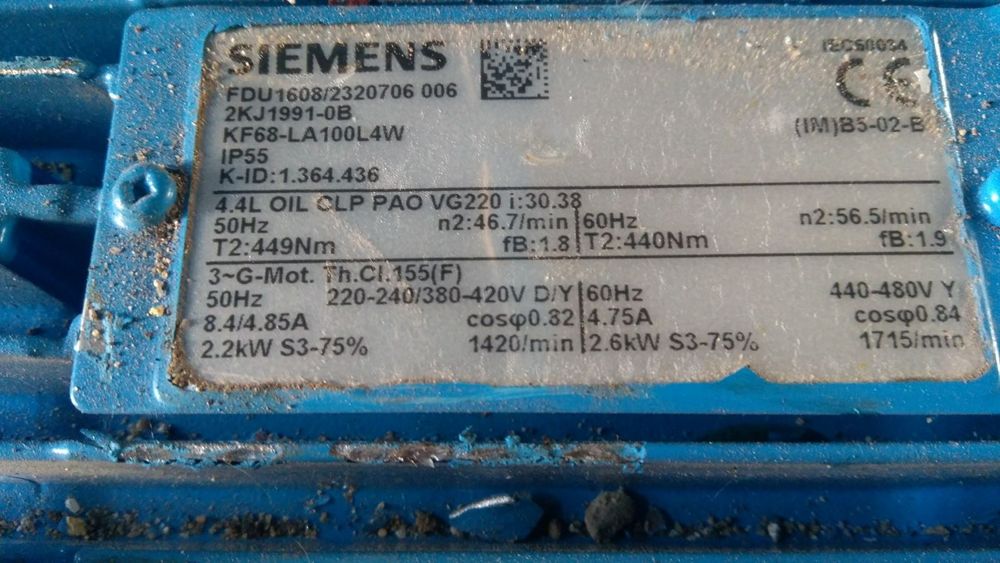 SIEMENS
IEC60034
CE
FDU1608/2320706 006
2KJ1991-0B
KF68-LA100L4W
(IM)B5-02-B
IP55
K-ID:1.364.436
4.4L OIL CLP PAO VG220 i:30.38
50Hz n2:46.7/min 60Hz n2:56.5/min
T2:449Nm fB:1.8 T2:440Nm fB:1.9
3~G-Mot. Th.Cl.155(F)
50Hz 220-240/380-420V D/Y 60Hz 440-480V Y
8.4/4.85A cosφ0.82 4.75A cosφ0.84
2.2kW S3-75% 1420/min 2.6kW S3-75% 1715/min